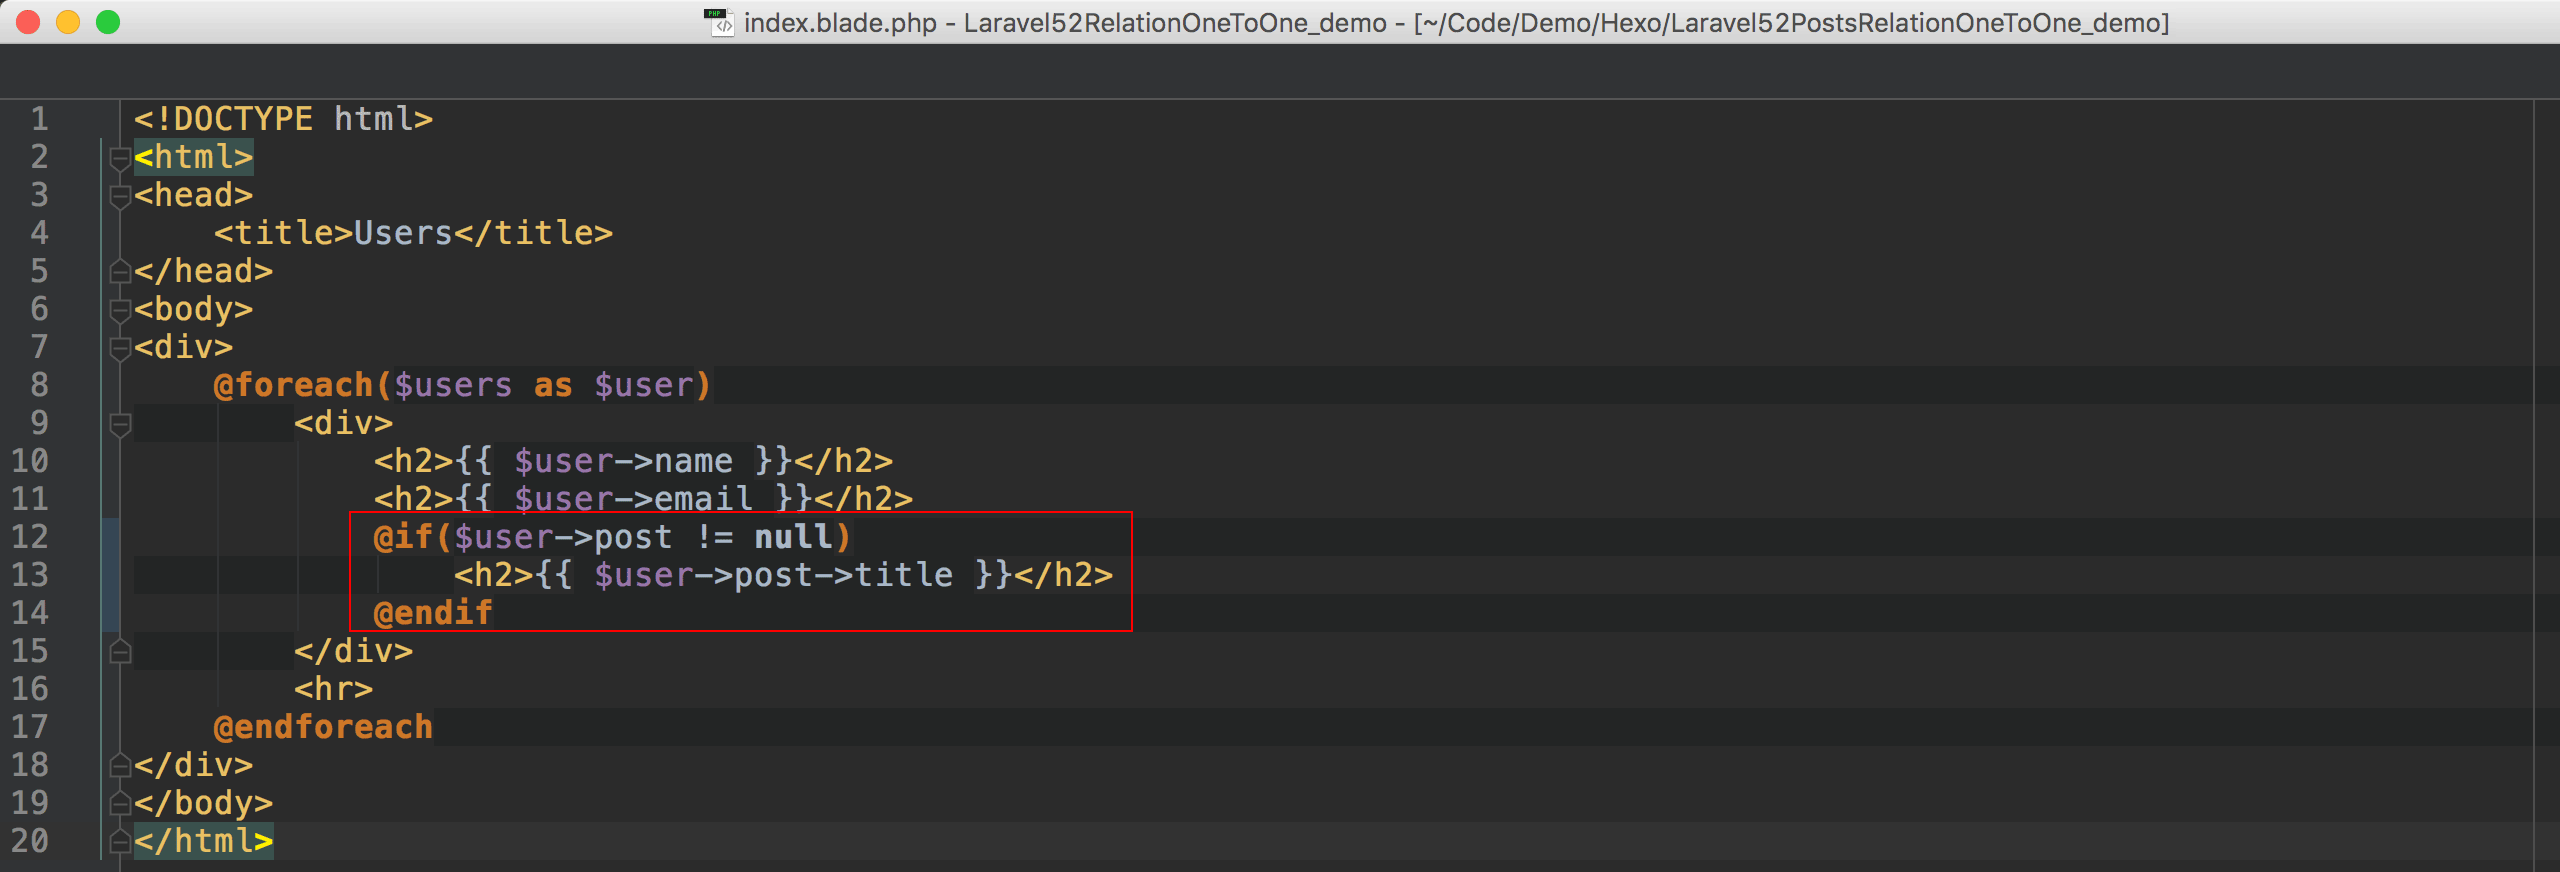 index.blade.php - Laravel52RelationOneToOne_demo - [~/Code/Demo/Hexo/Laravel52PostsRelationOneToOne_demo]
1 <!DOCTYPE html>
2 <html>
3 <head>
4     <title>Users</title>
5 </head>
6 <body>
7 <div>
8     @foreach($users as $user)
9         <div>
10             <h2>{{ $user->name }}</h2>
11             <h2>{{ $user->email }}</h2>
12             @if($user->post != null)
13                 <h2>{{ $user->post->title }}</h2>
14             @endif
15         </div>
16         <hr>
17     @endforeach
18 </div>
19 </body>
20 </html>